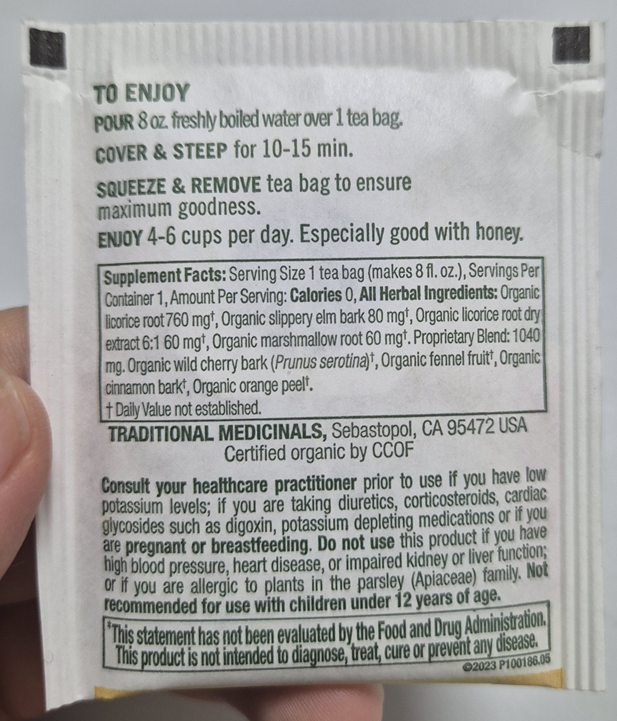 TO ENJOY
POUR 8 oz. freshly boiled water over 1 tea bag.
COVER & STEEP for 10-15 min.
SQUEEZE & REMOVE tea bag to ensure
maximum goodness.
ENJOY 4-6 cups per day. Especially good with honey.
Supplement Facts: Serving Size 1 tea bag (makes 8 fl. oz.), Servings Per
Container 1, Amount Per Serving: Calories 0, All Herbal Ingredients: Organic
licorice root 760 mg†, Organic slippery elm bark 80 mg†, Organic licorice root dry
extract 6:1 60 mg†, Organic marshmallow root 60 mg†. Proprietary Blend: 1040
mg. Organic wild cherry bark (Prunus serotina)†, Organic fennel fruit†, Organic
cinnamon bark†, Organic orange peel†.
† Daily Value not established.
TRADITIONAL MEDICINALS, Sebastopol, CA 95472 USA
Certified organic by CCOF
Consult your healthcare practitioner prior to use if you have low
potassium levels; if you are taking diuretics, corticosteroids, cardiac
glycosides such as digoxin, potassium depleting medications or if you
are pregnant or breastfeeding. Do not use this product if you have
high blood pressure, heart disease, or impaired kidney or liver function;
or if you are allergic to plants in the parsley (Apiaceae) family. Not
recommended for use with children under 12 years of age.
*This statement has not been evaluated by the Food and Drug Administration.
This product is not intended to diagnose, treat, cure or prevent any disease.
©2023 P100186.05